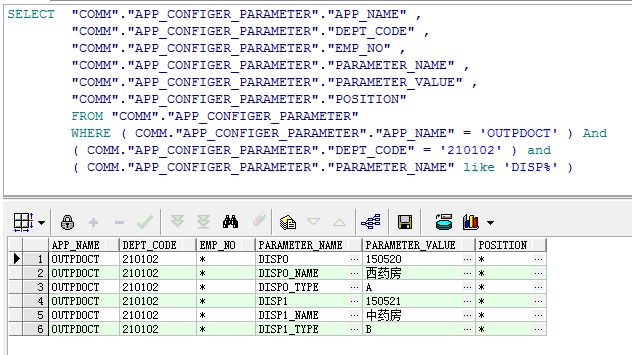 SELECT "COMM"."APP_CONFIGER_PARAMETER"."APP_NAME" ,
"COMM"."APP_CONFIGER_PARAMETER"."DEPT_CODE" ,
"COMM"."APP_CONFIGER_PARAMETER"."EMP_NO" ,
"COMM"."APP_CONFIGER_PARAMETER"."PARAMETER_NAME" ,
"COMM"."APP_CONFIGER_PARAMETER"."PARAMETER_VALUE" ,
"COMM"."APP_CONFIGER_PARAMETER"."POSITION"
FROM "COMM"."APP_CONFIGER_PARAMETER"
WHERE ( COMM."APP_CONFIGER_PARAMETER"."APP_NAME" = 'OUTPDOCT' ) And
( COMM."APP_CONFIGER_PARAMETER"."DEPT_CODE" = '210102' ) and
( COMM."APP_CONFIGER_PARAMETER"."PARAMETER_NAME" like 'DISP%' )
APP_NAME DEPT_CODE EMP_NO PARAMETER_NAME PARAMETER_VALUE POSITION
1 OUTPDOCT 210102 * DISP0 ... 150520 ... * ...
2 OUTPDOCT 210102 * DISP0_NAME ... 西药房 ... * ...
3 OUTPDOCT 210102 * DISP0_TYPE ... A ... * ...
4 OUTPDOCT 210102 * DISP1 ... 150521 ... * ...
5 OUTPDOCT 210102 * DISP1_NAME ... 中药房 ... * ...
6 OUTPDOCT 210102 * DISP1_TYPE ... B ... * ...